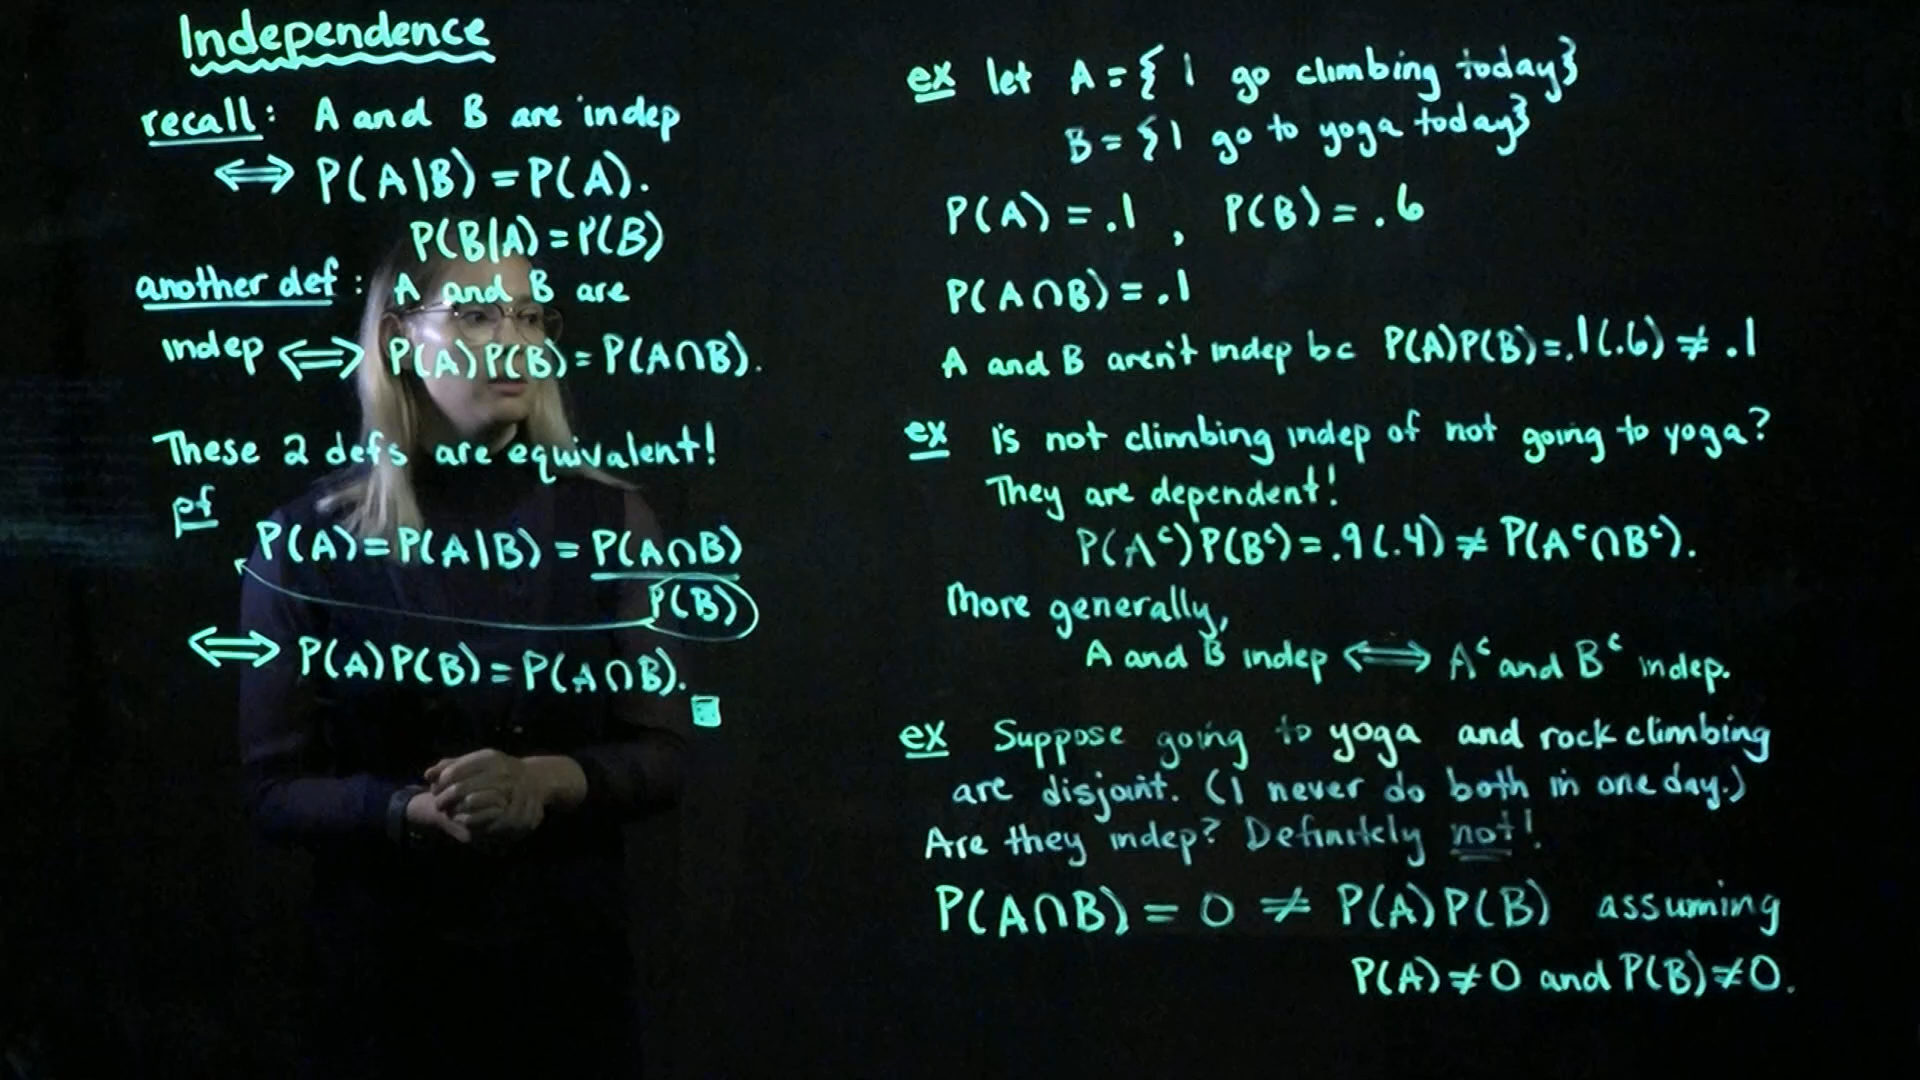 Independence
recall: A and B are indep
⟺ P(A|B) = P(A).
P(B|A) = P(B)
another def: A and B are
indep ⟺ P(A)P(B) = P(A∩B).
These 2 defs are equivalent!
pf
P(A) = P(A|B) = P(A∩B)
P(B)
⟺ P(A)P(B) = P(A∩B).
ex let A = { I go climbing today}
B = { I go to yoga today}
P(A) = .1 , P(B) = .6
P(A∩B) = .1
A and B aren't indep bc P(A)P(B) = .1(.6) ≠ .1
ex Is not climbing indep of not going to yoga?
They are dependent!
P(Aᶜ)P(Bᶜ) = .9(.4) ≠ P(Aᶜ∩Bᶜ).
More generally,
A and B indep ⟺ Aᶜ and Bᶜ indep.
ex Suppose going to yoga and rock climbing
are disjoint. (I never do both in one day.)
Are they indep? Definitely not!
P(A∩B) = 0 ≠ P(A)P(B) assuming
P(A) ≠ 0 and P(B) ≠ 0.